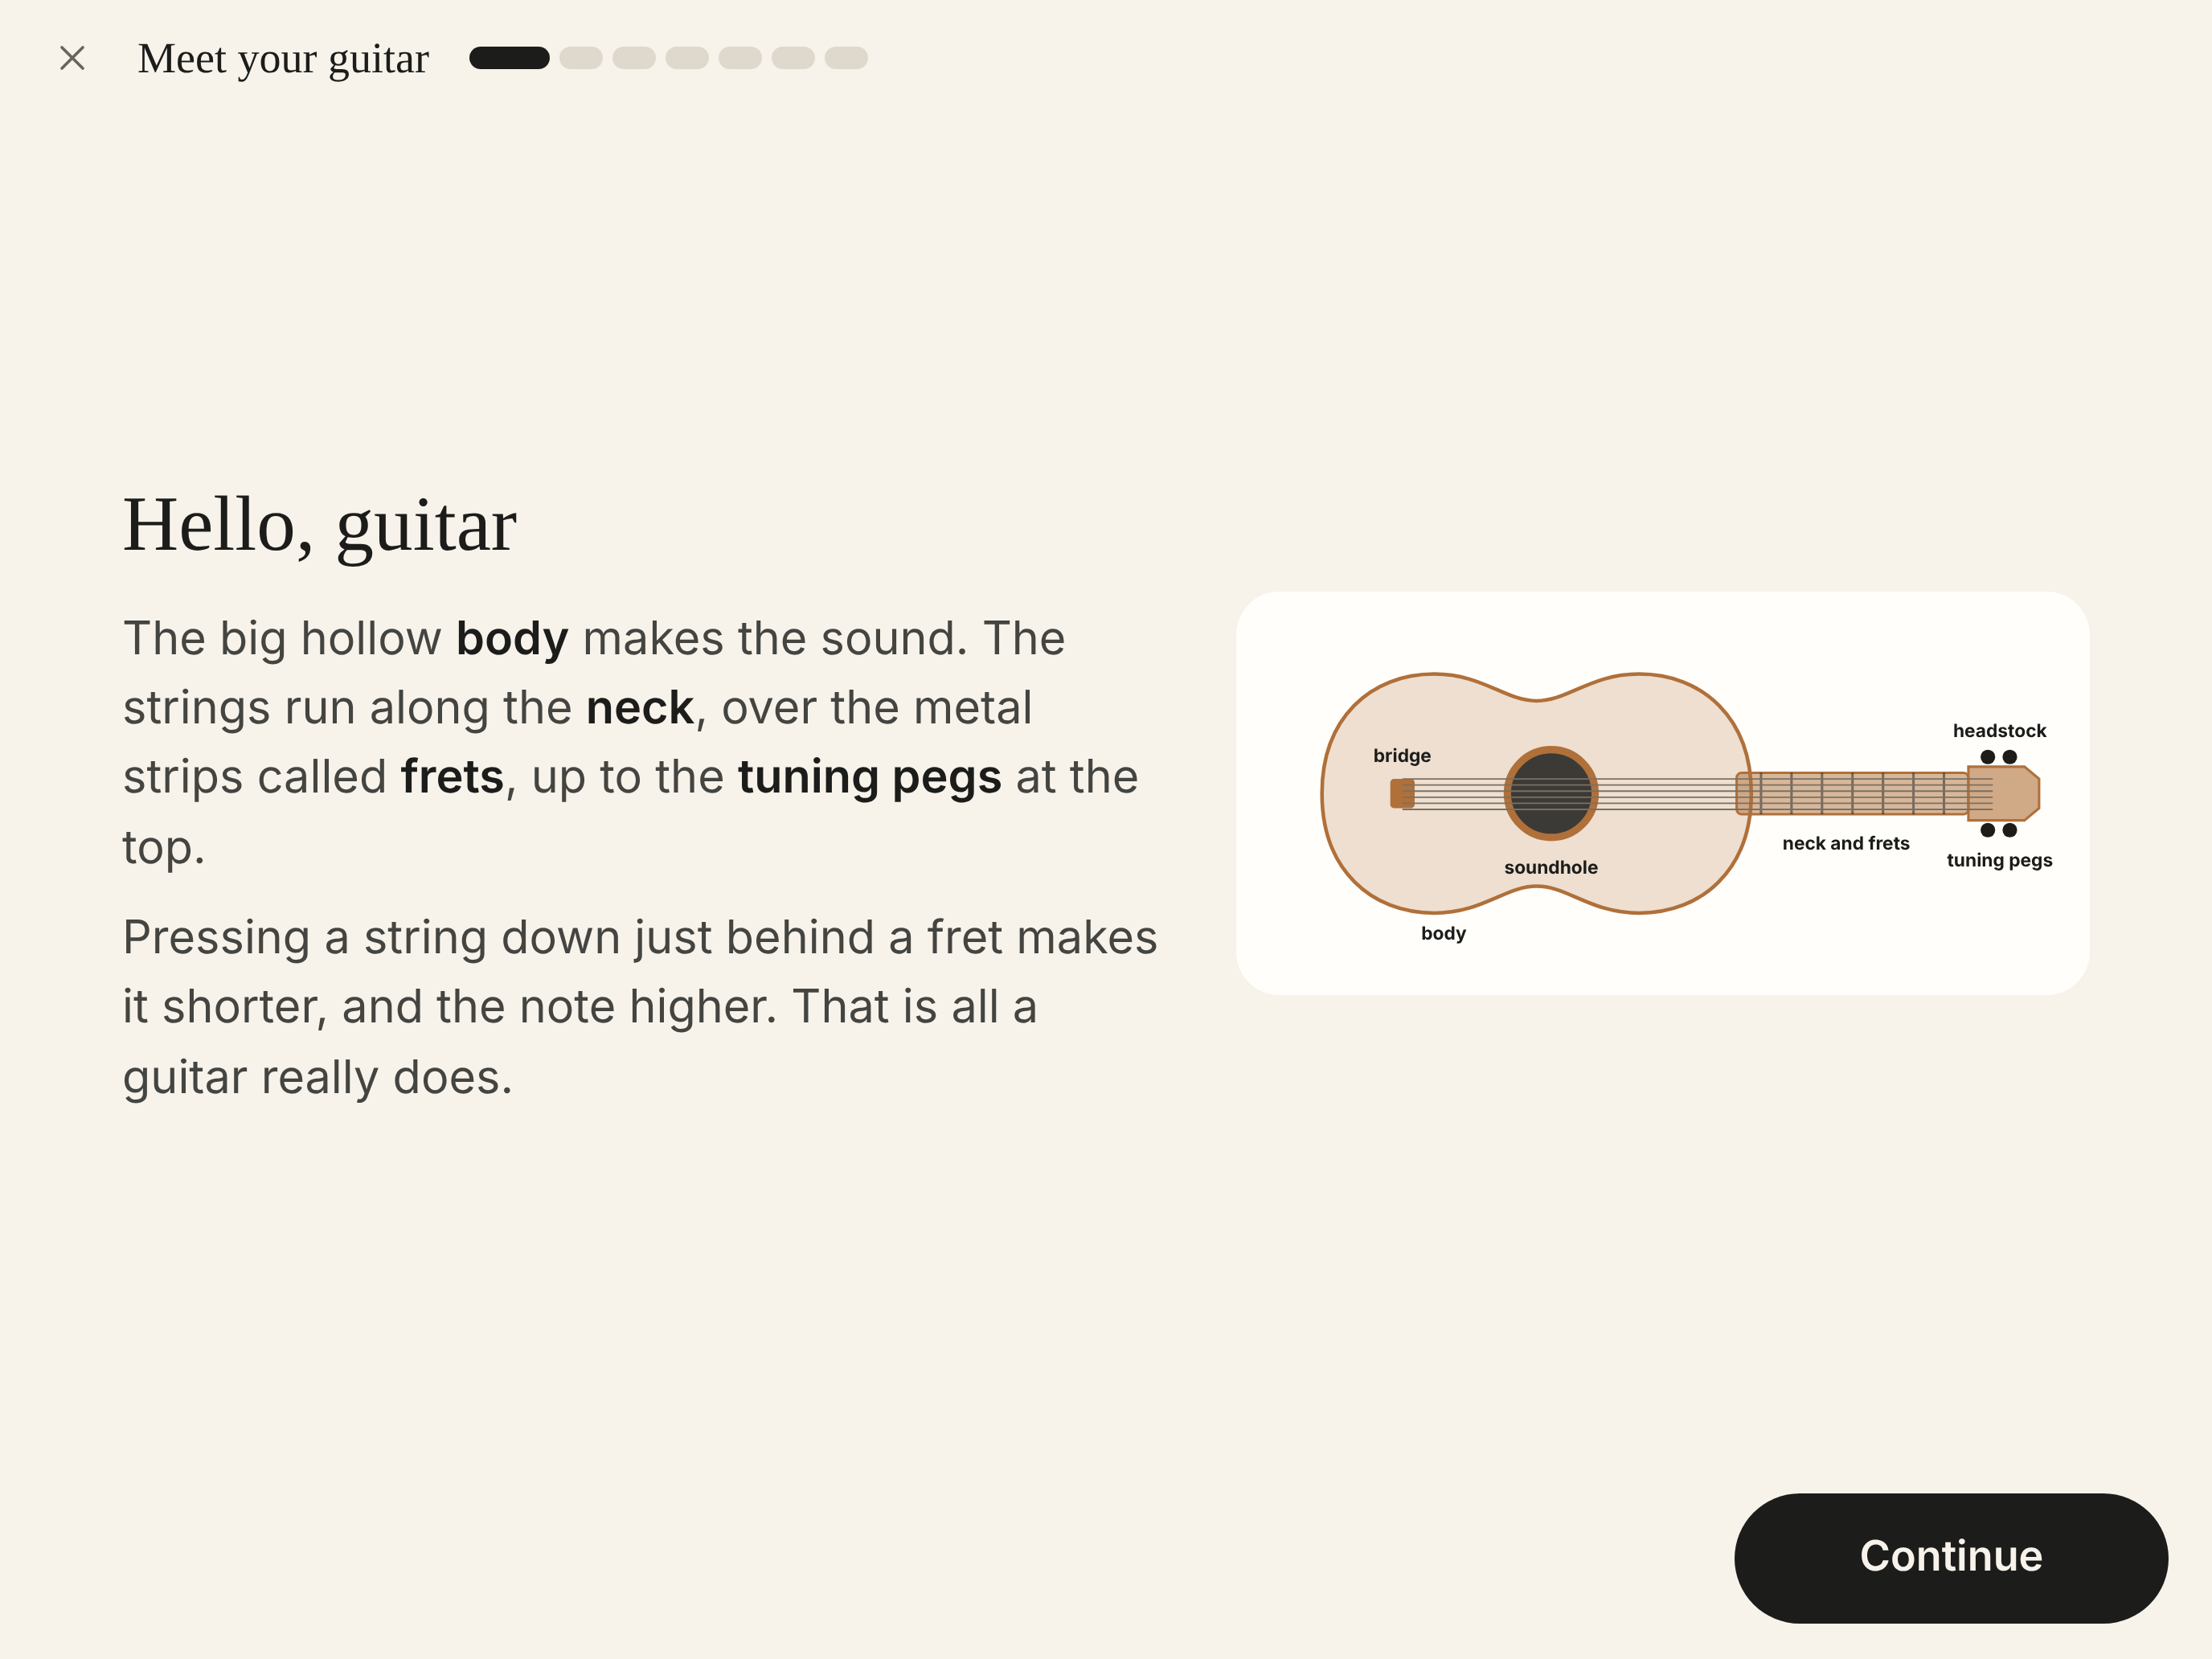 Meet your guitar
Hello, guitar
The big hollow body makes the sound. The
strings run along the neck, over the metal
strips called frets, up to the tuning pegs at the
top.
Pressing a string down just behind a fret makes
it shorter, and the note higher. That is all a
guitar really does.
headstock
bridge
neck and frets
tuning pegs
soundhole
body
Continue